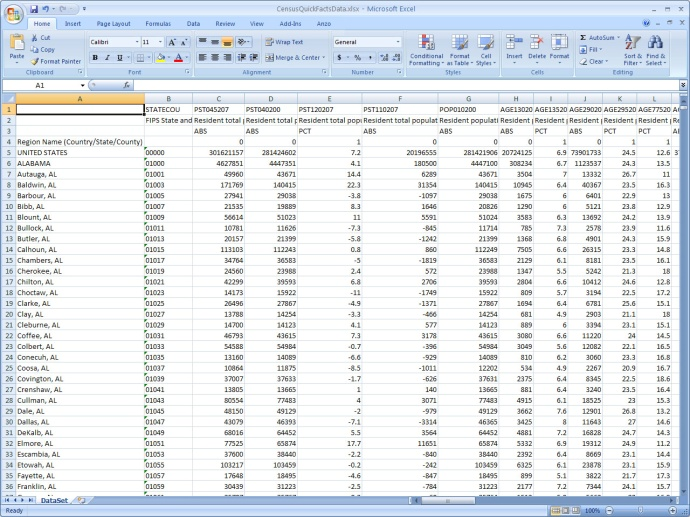 CensusQuickFactsData.xlsx - Microsoft Excel
Home Insert Page Layout Formulas Data Review View Add-Ins Anzo
Cut
Copy
Format Painter
Paste
Clipboard
Calibri 11
Font
Wrap Text
Merge & Center
Alignment
General
Number
Conditional Formatting
Format as Table
Cell Styles
Styles
Insert Delete Format
Cells
AutoSum
Fill
Clear
Sort & Filter
Find & Select
Editing
A1
A B C D E F G H I J K L
1 STATECOU PST045207 PST040200 PST120207 PST110207 POP010200 AGE13020 AGE13520 AGE29020 AGE29520 AGE77520
2 FIPS State and Resident total Resident total Resident total popu Resident total populat Resident populati Resident Resident Resident Resident Resident
3 ABS ABS PCT ABS ABS ABS PCT ABS PCT PCT
4 Region Name (Country/State/County) 0 0 1 0 0 0 1 0 1 1
5 UNITED STATES 00000 301621157 281424602 7.2 20196555 281421906 20724125 6.9 73901733 24.5 12.6
6 ALABAMA 01000 4627851 4447351 4.1 180500 4447100 308234 6.7 1123537 24.3 13.5
7 Autauga, AL 01001 49960 43671 14.4 6289 43671 3504 7 13332 26.7 11
8 Baldwin, AL 01003 171769 140415 22.3 31354 140415 10945 6.4 40367 23.5 16.3
9 Barbour, AL 01005 27941 29038 -3.8 -1097 29038 1675 6 6401 22.9 13
10 Bibb, AL 01007 21535 19889 8.3 1646 20826 1290 6 5121 23.8 12.9
11 Blount, AL 01009 56614 51023 11 5591 51024 3583 6.3 13692 24.2 13.9
12 Bullock, AL 01011 10781 11626 -7.3 -845 11714 785 7.3 2578 23.9 11.6
13 Butler, AL 01013 20157 21399 -5.8 -1242 21399 1368 6.8 4901 24.3 15.9
14 Calhoun, AL 01015 113103 112243 0.8 860 112249 7505 6.6 26315 23.3 14.8
15 Chambers, AL 01017 34764 36583 -5 -1819 36583 2129 6.1 8181 23.5 16.1
16 Cherokee, AL 01019 24560 23988 2.4 572 23988 1347 5.5 5242 21.3 18
17 Chilton, AL 01021 42299 39593 6.8 2706 39593 2804 6.6 10412 24.6 12.8
18 Choctaw, AL 01023 14173 15922 -11 -1749 15922 809 5.7 3194 22.5 17.2
19 Clarke, AL 01025 26496 27867 -4.9 -1371 27867 1694 6.4 6781 25.6 15.1
20 Clay, AL 01027 13788 14254 -3.3 -466 14254 681 4.9 2903 21.1 18
21 Cleburne, AL 01029 14700 14123 4.1 577 14123 889 6 3394 23.1 15.1
22 Coffee, AL 01031 46793 43615 7.3 3178 43615 3080 6.6 11220 24 14.5
23 Colbert, AL 01033 54588 54984 -0.7 -396 54984 3049 5.6 12082 22.1 16.5
24 Conecuh, AL 01035 13160 14089 -6.6 -929 14089 810 6.2 3060 23.3 16.8
25 Coosa, AL 01037 10864 11875 -8.5 -1011 12202 534 4.9 2267 20.9 16.7
26 Covington, AL 01039 37007 37633 -1.7 -626 37631 2375 6.4 8345 22.5 18.6
27 Crenshaw, AL 01041 13805 13665 1 140 13665 881 6.4 3240 23.5 16.4
28 Cullman, AL 01043 80554 77483 4 3071 77483 4915 6.1 18525 23 15.3
29 Dale, AL 01045 48150 49129 -2 -979 49129 3662 7.6 12901 26.8 13.2
30 Dallas, AL 01047 43079 46393 -7.1 -3314 46365 3425 8 11643 27 14.6
31 DeKalb, AL 01049 68016 64452 5.5 3564 64452 4881 7.2 16828 24.7 14.3
32 Elmore, AL 01051 77525 65874 17.7 11651 65874 5332 6.9 19312 24.9 11.2
33 Escambia, AL 01053 37600 38440 -2.2 -840 38440 2392 6.4 8669 23.1 14.4
34 Etowah, AL 01055 103217 103459 -0.2 -242 103459 6325 6.1 23878 23.1 15.9
35 Fayette, AL 01057 17648 18495 -4.6 -847 18495 899 5.1 3822 21.7 17.3
36 Franklin, AL 01059 30439 31223 -2.5 -784 31223 2177 7.2 7344 24.1 15.7
DataSet
Ready 100%